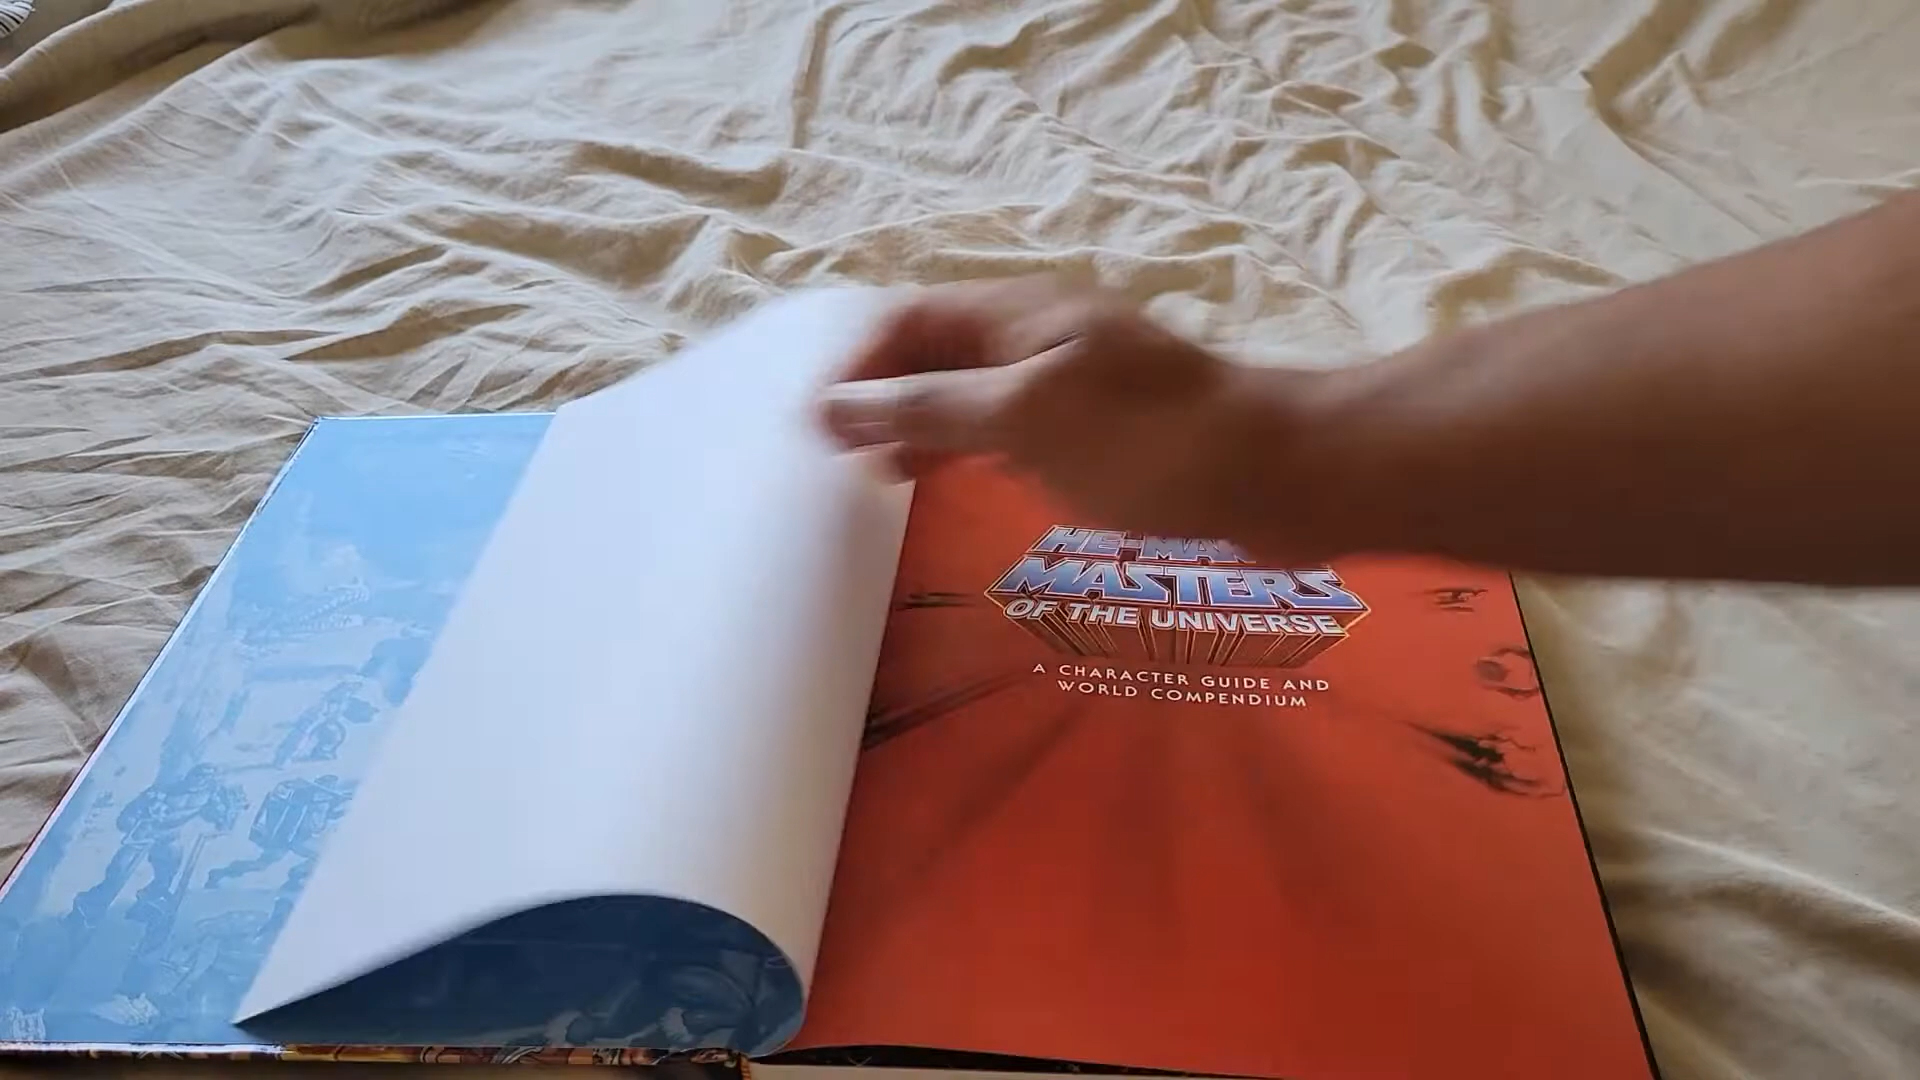 HE-MAN
MASTERS
OF THE UNIVERSE
A CHARACTER GUIDE AND
WORLD COMPENDIUM